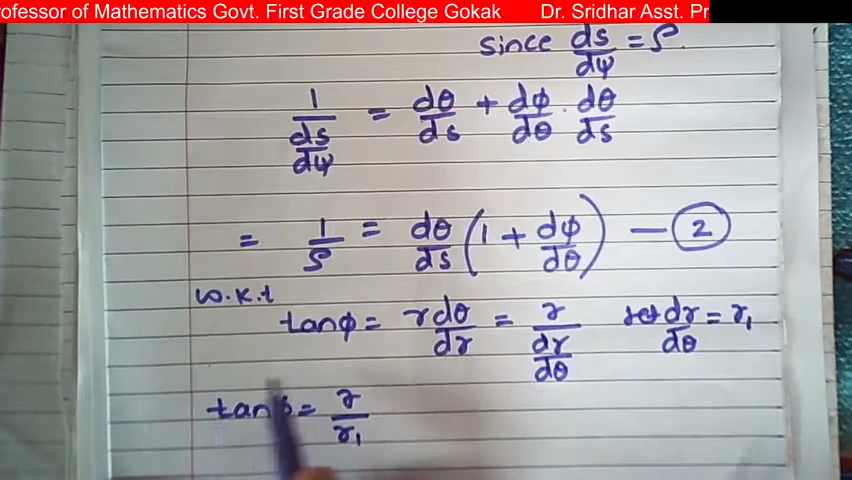 rofessor of Mathematics Govt. First Grade College Gokak Dr. Sridhar Asst. Pr
since ds/dψ = ρ.
1/(ds/dψ) = dθ/ds + dφ/dθ · dθ/ds
= 1/ρ = dθ/ds (1 + dφ/dθ) — 2
w.k.t
tanφ = r dθ/dr = r/(dr/dθ) set dr/dθ = r₁
tanφ = r/r₁